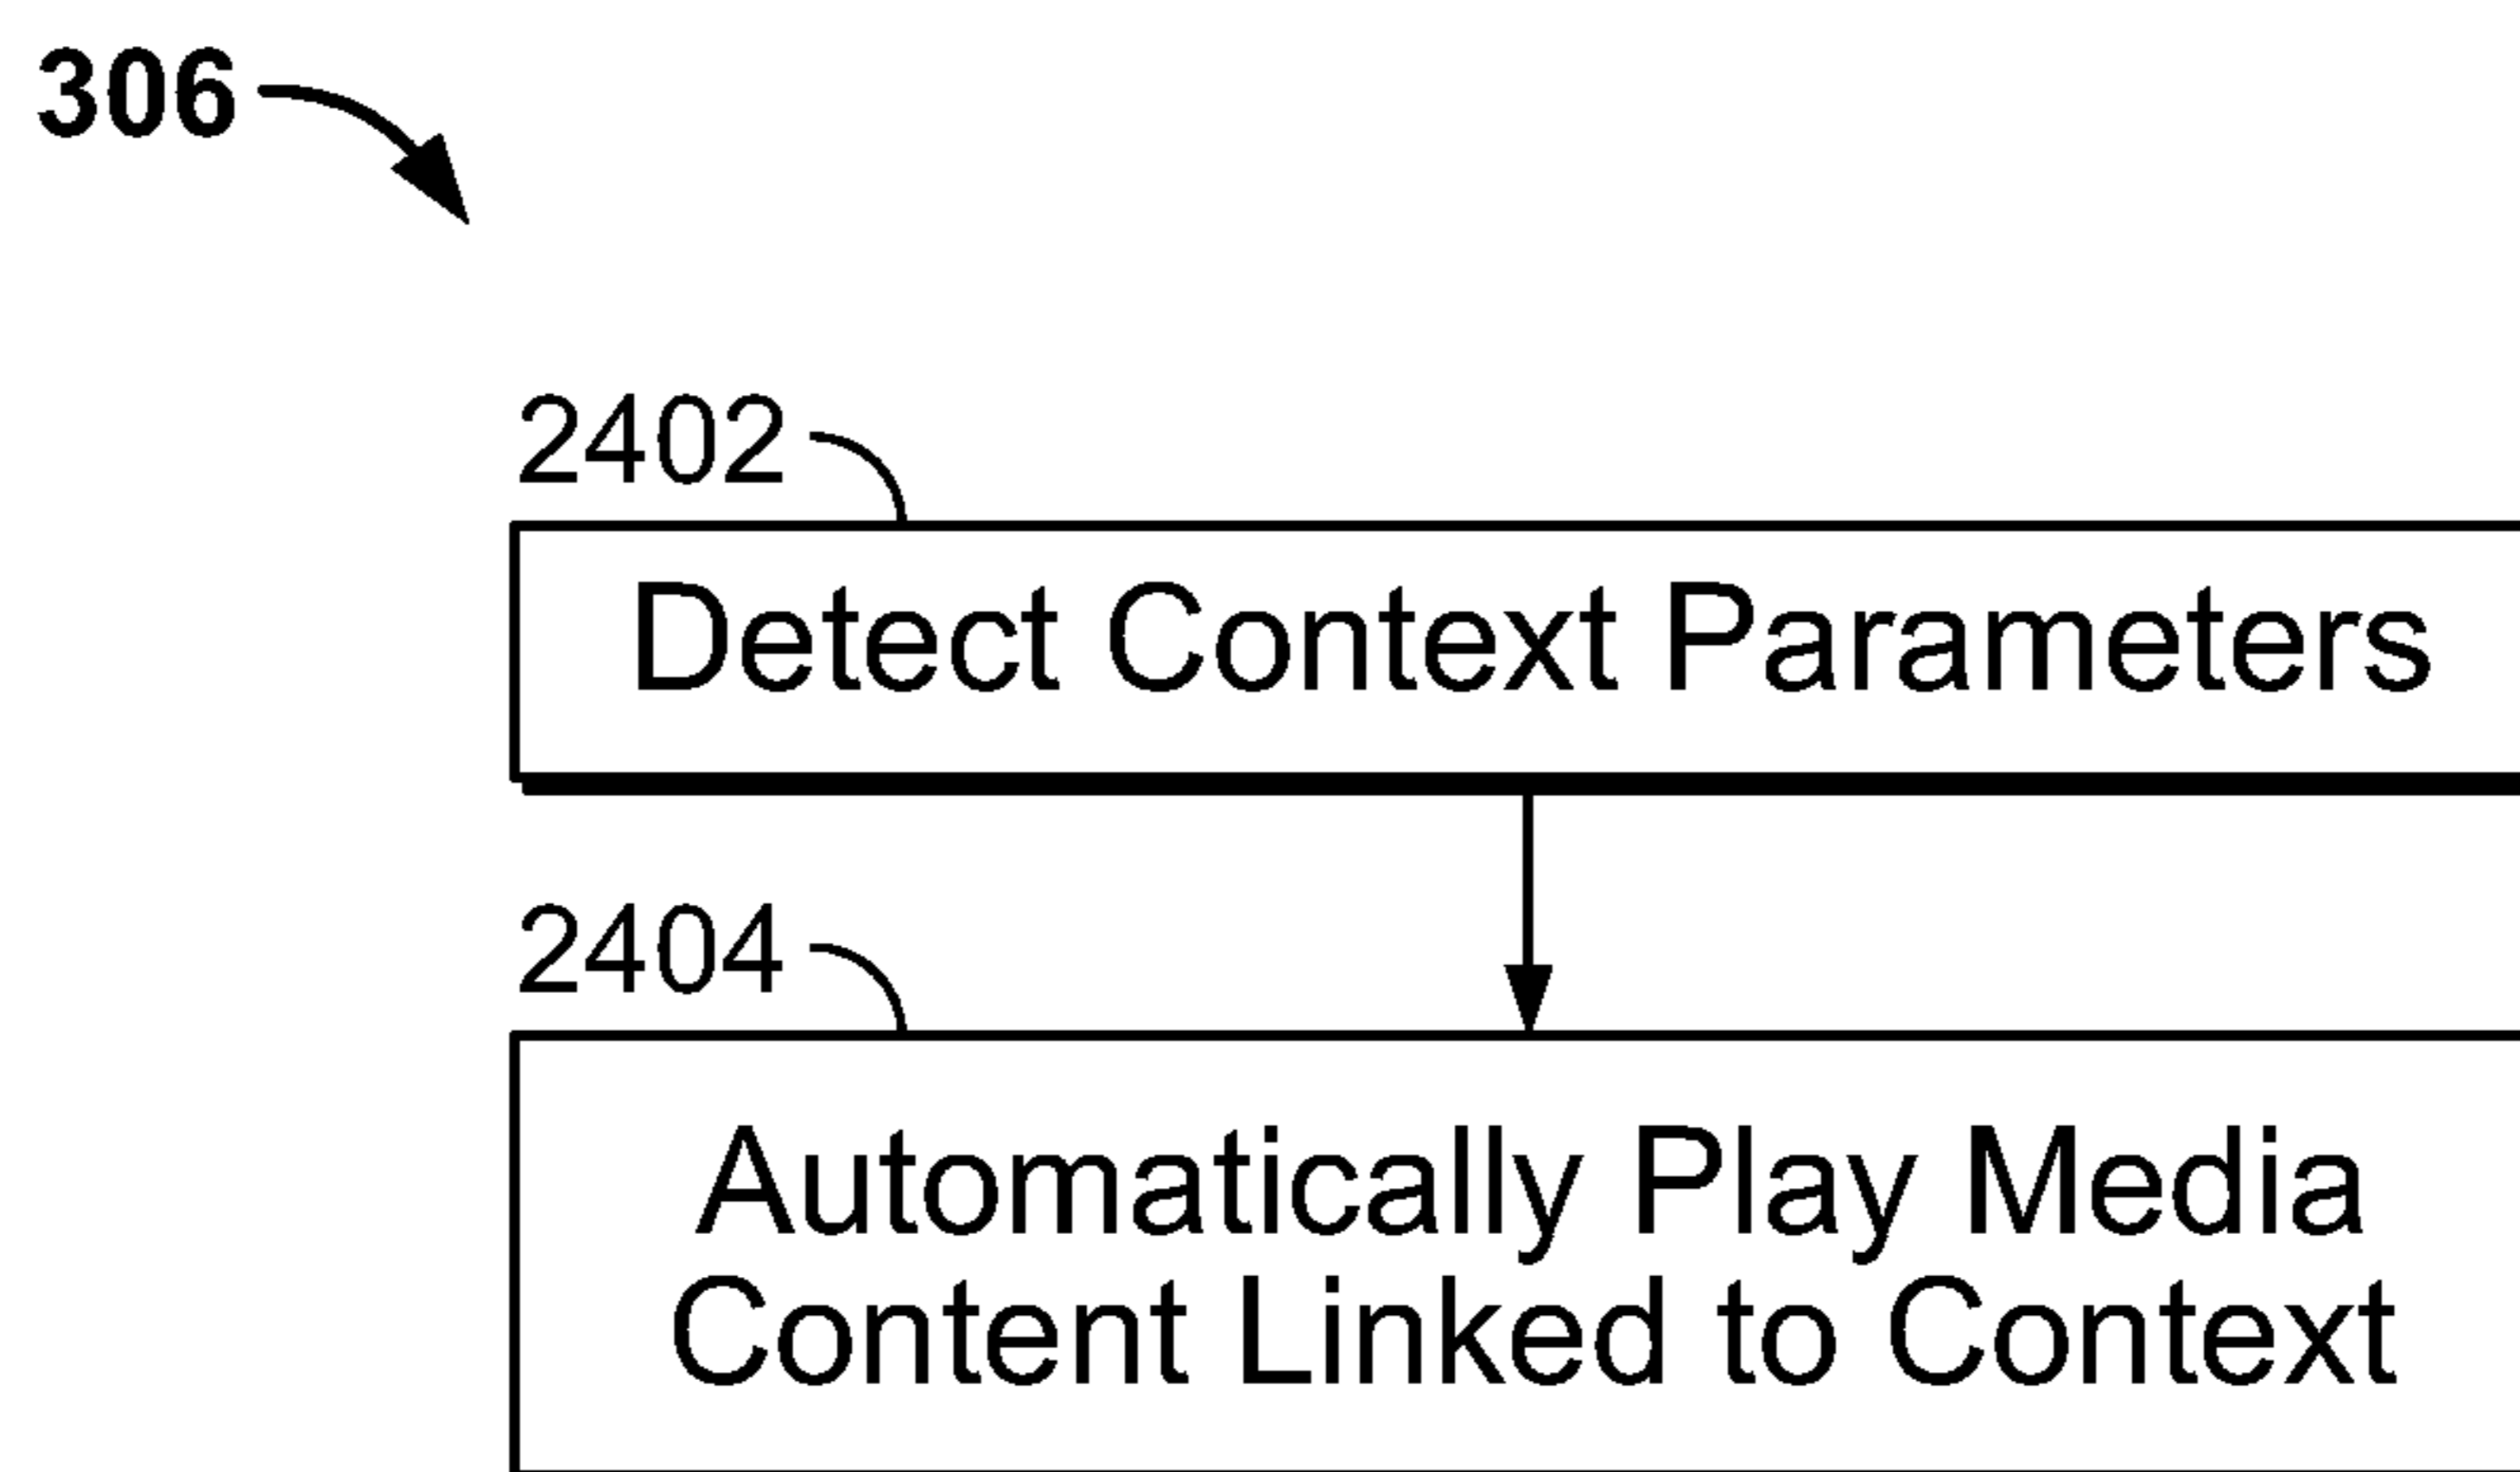 306
2402
Detect Context Parameters
2404
Automatically Play Media
Content Linked to Context